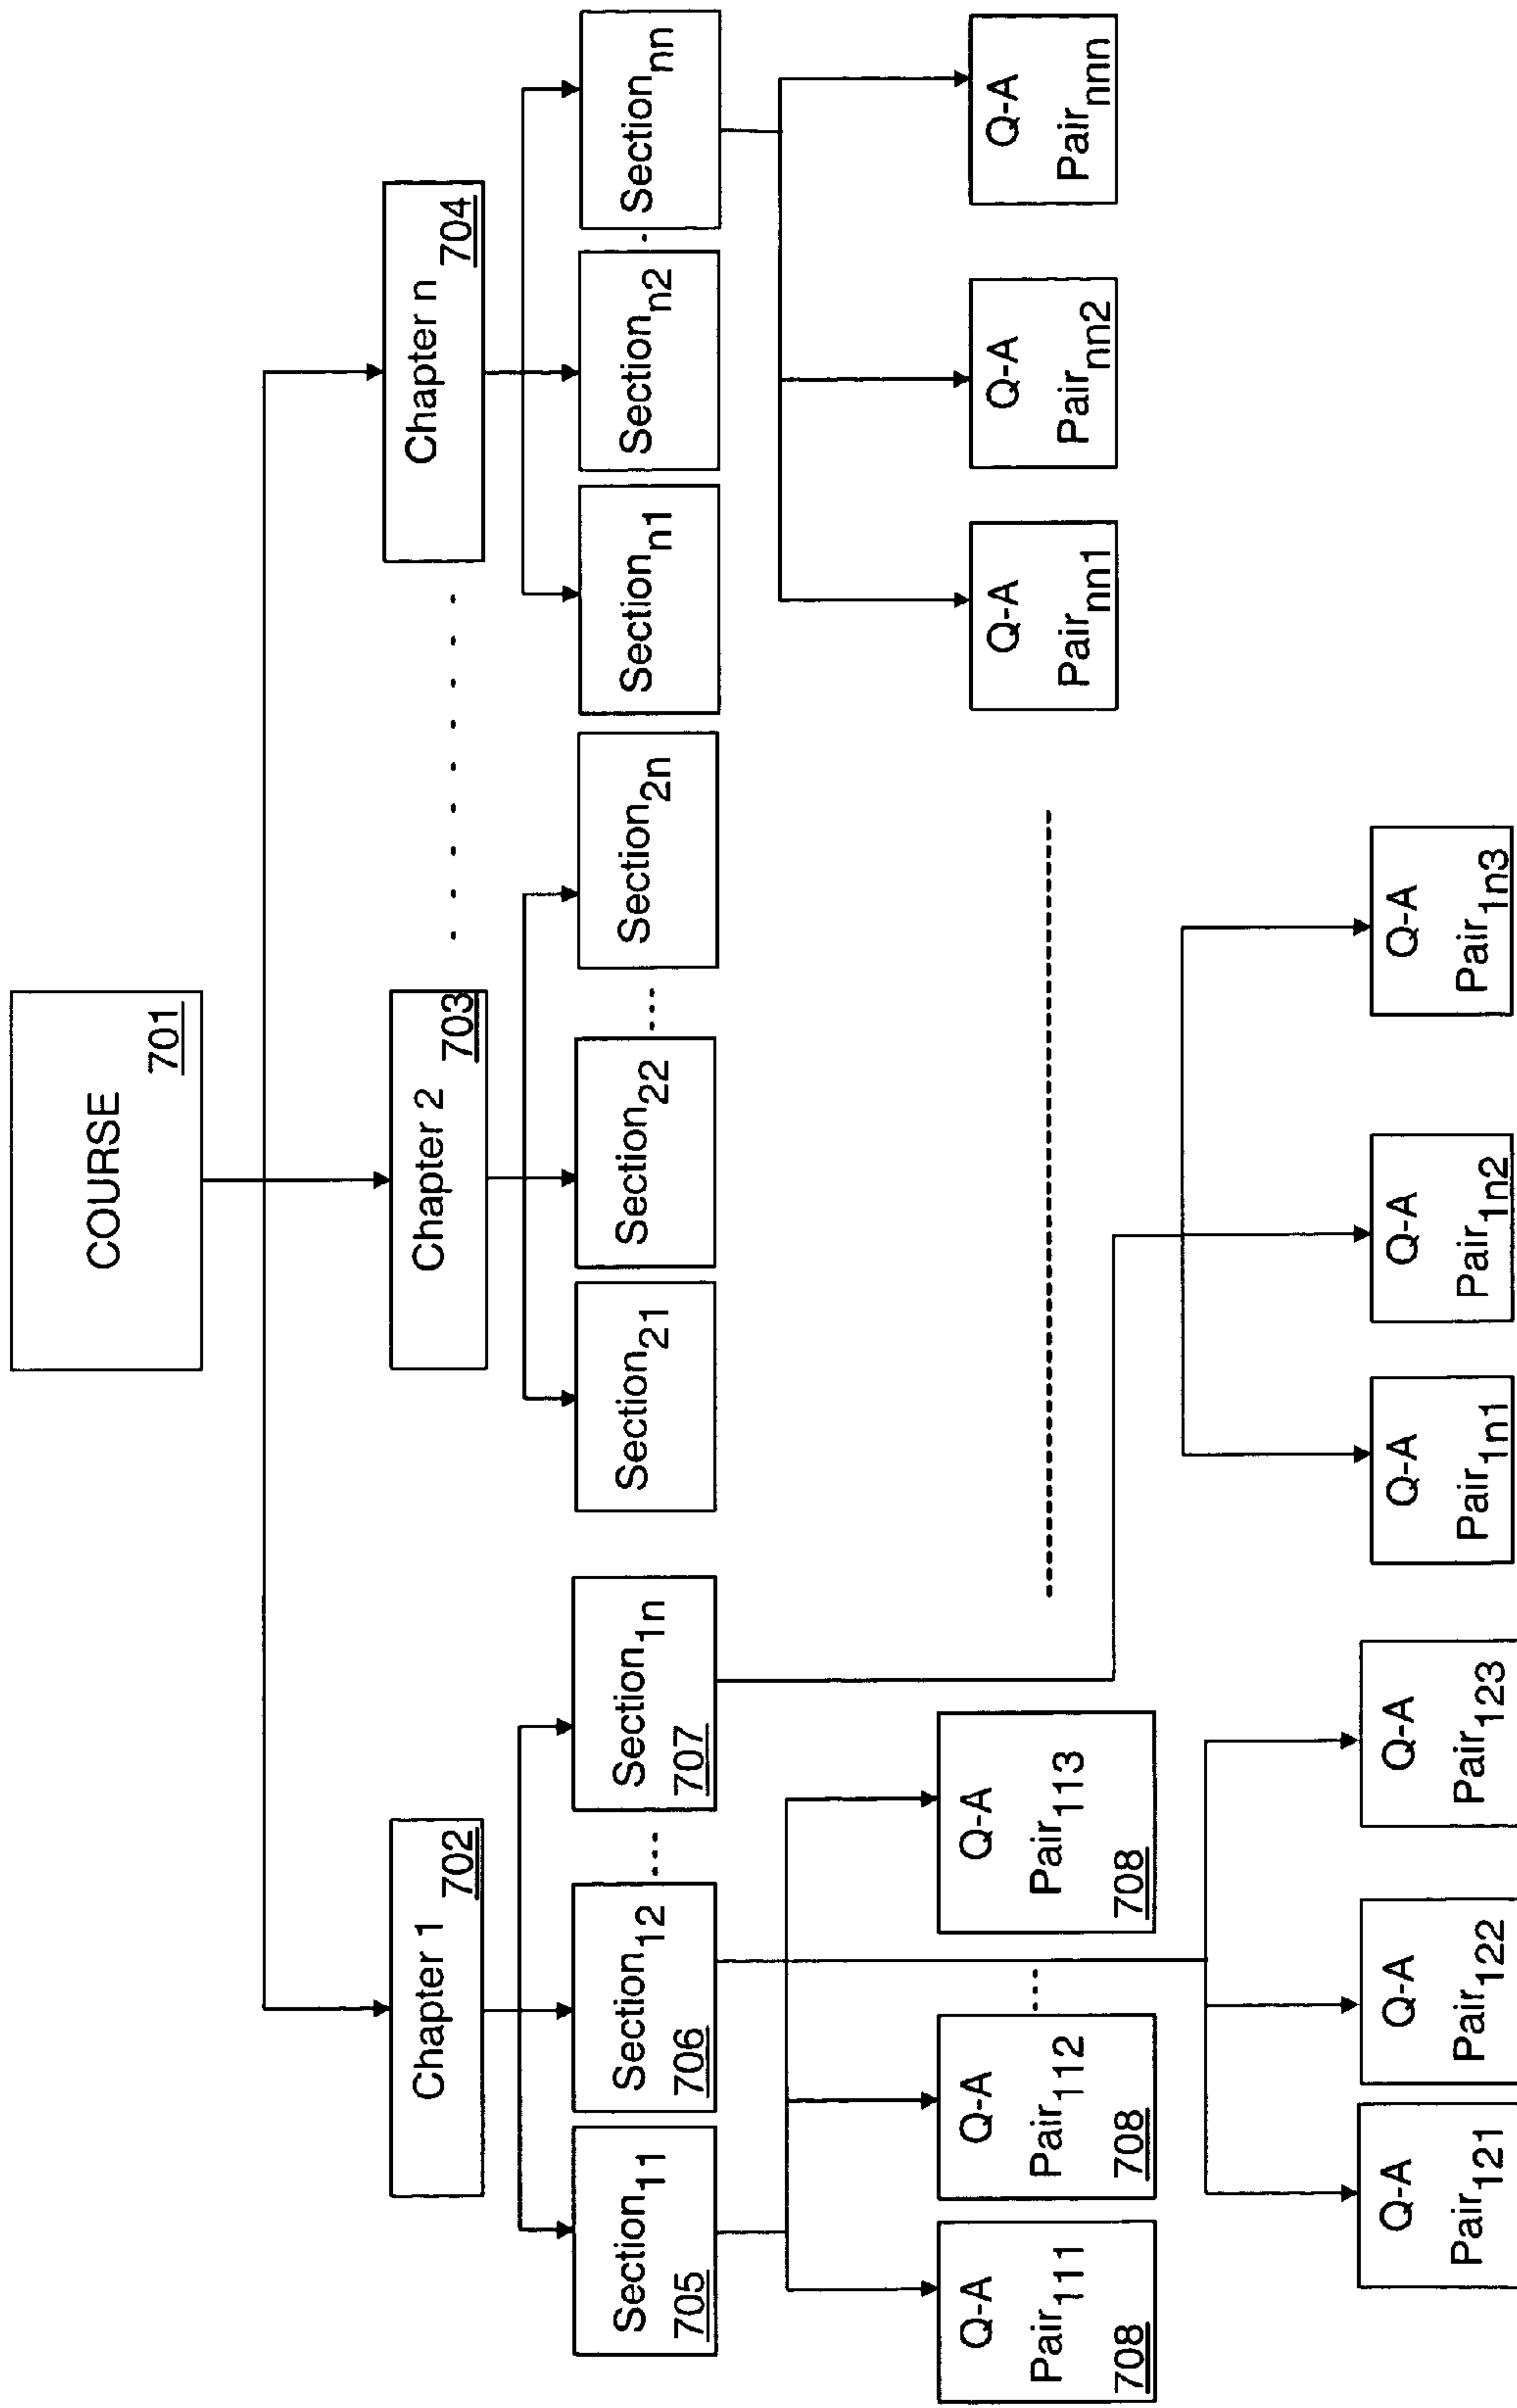 COURSE
701
Chapter 1
702
Chapter 2
703
. . . . . . . . .
Chapter n
704
Section11
705
Section12
706
...
Section1n
707
Section21
Section22
...
Section2n
Sectionn1
Sectionn2
.
Sectionnn
Q-A
Pair111
708
Q-A
Pair112
708
...
Q-A
Pair113
708
Q-A
Pairnn1
Q-A
Pairnn2
Q-A
Pairnnn
Q-A
Pair121
Q-A
Pair122
Q-A
Pair123
Q-A
Pair1n1
Q-A
Pair1n2
Q-A
Pair1n3